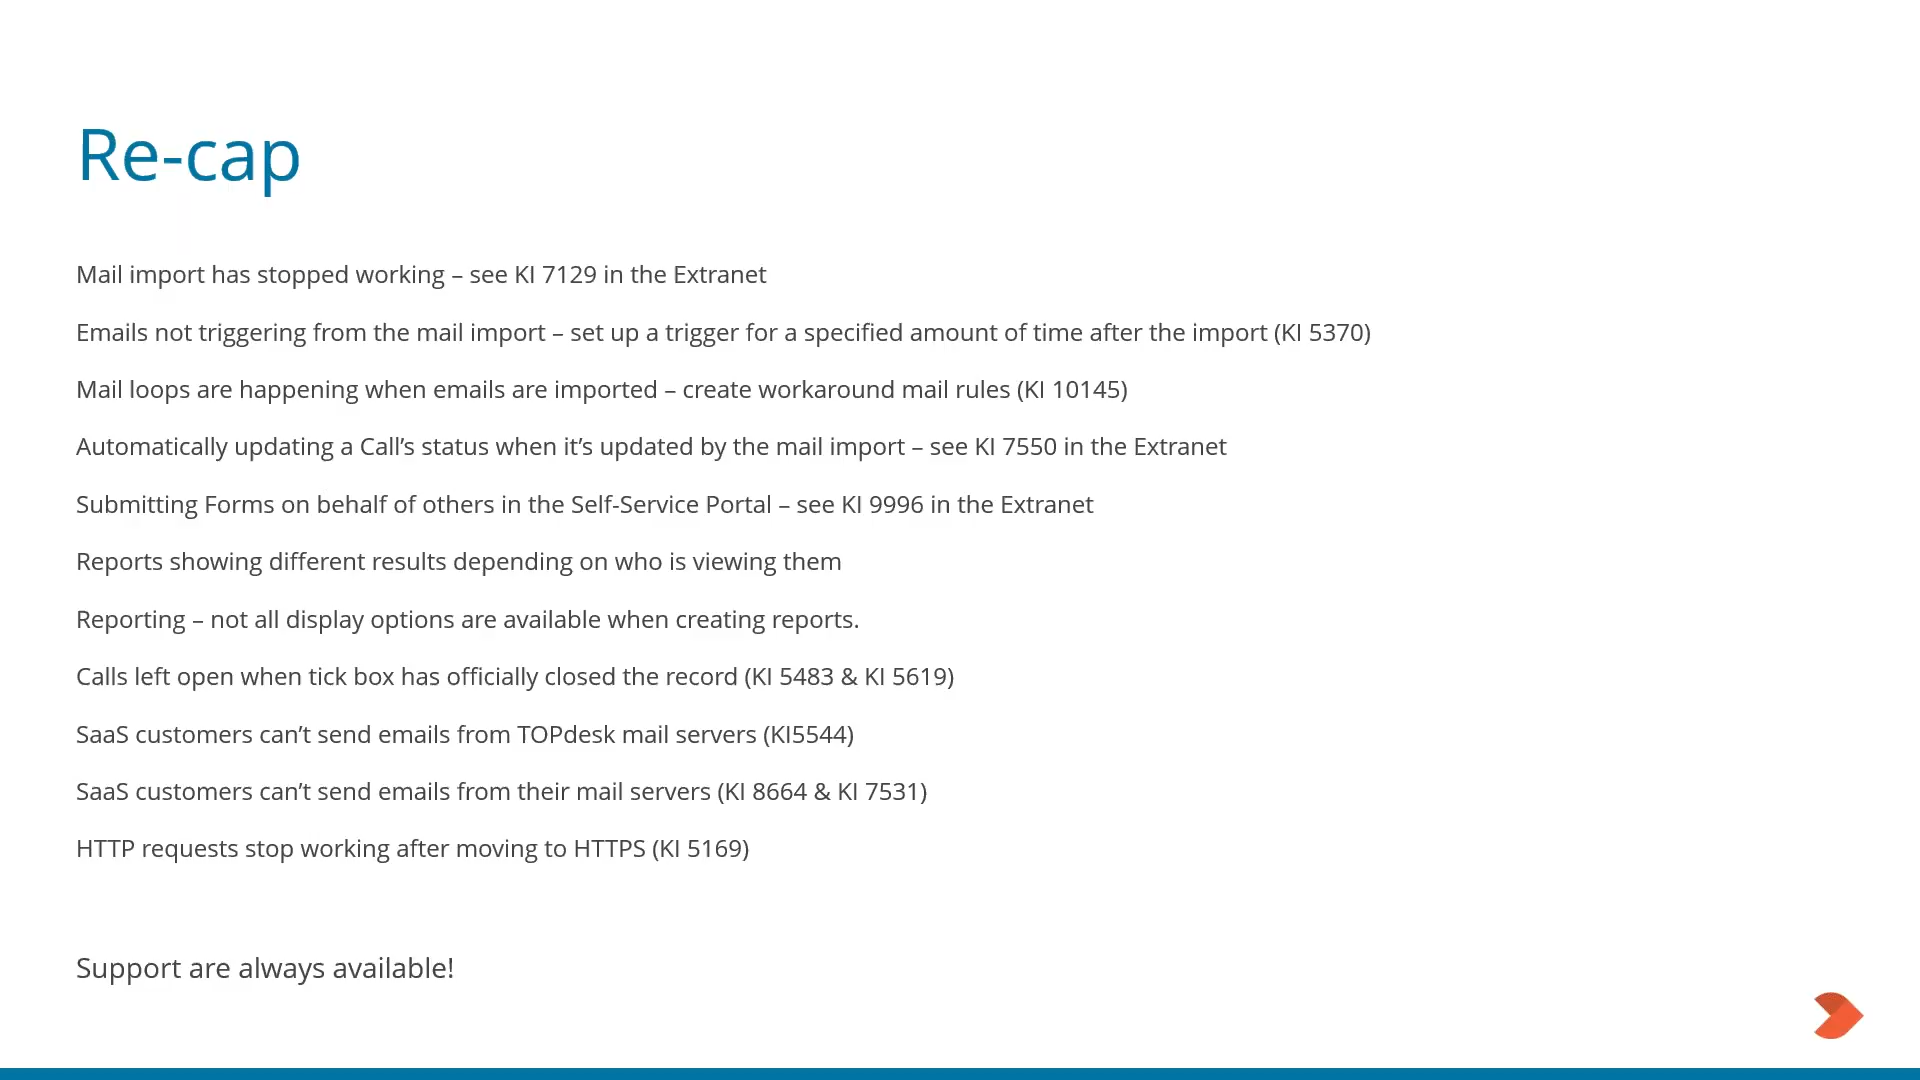 Re-cap
Mail import has stopped working – see KI 7129 in the Extranet
Emails not triggering from the mail import – set up a trigger for a specified amount of time after the import (KI 5370)
Mail loops are happening when emails are imported – create workaround mail rules (KI 10145)
Automatically updating a Call’s status when it’s updated by the mail import – see KI 7550 in the Extranet
Submitting Forms on behalf of others in the Self-Service Portal – see KI 9996 in the Extranet
Reports showing different results depending on who is viewing them
Reporting – not all display options are available when creating reports.
Calls left open when tick box has officially closed the record (KI 5483 & KI 5619)
SaaS customers can’t send emails from TOPdesk mail servers (KI5544)
SaaS customers can’t send emails from their mail servers (KI 8664 & KI 7531)
HTTP requests stop working after moving to HTTPS (KI 5169)
Support are always available!